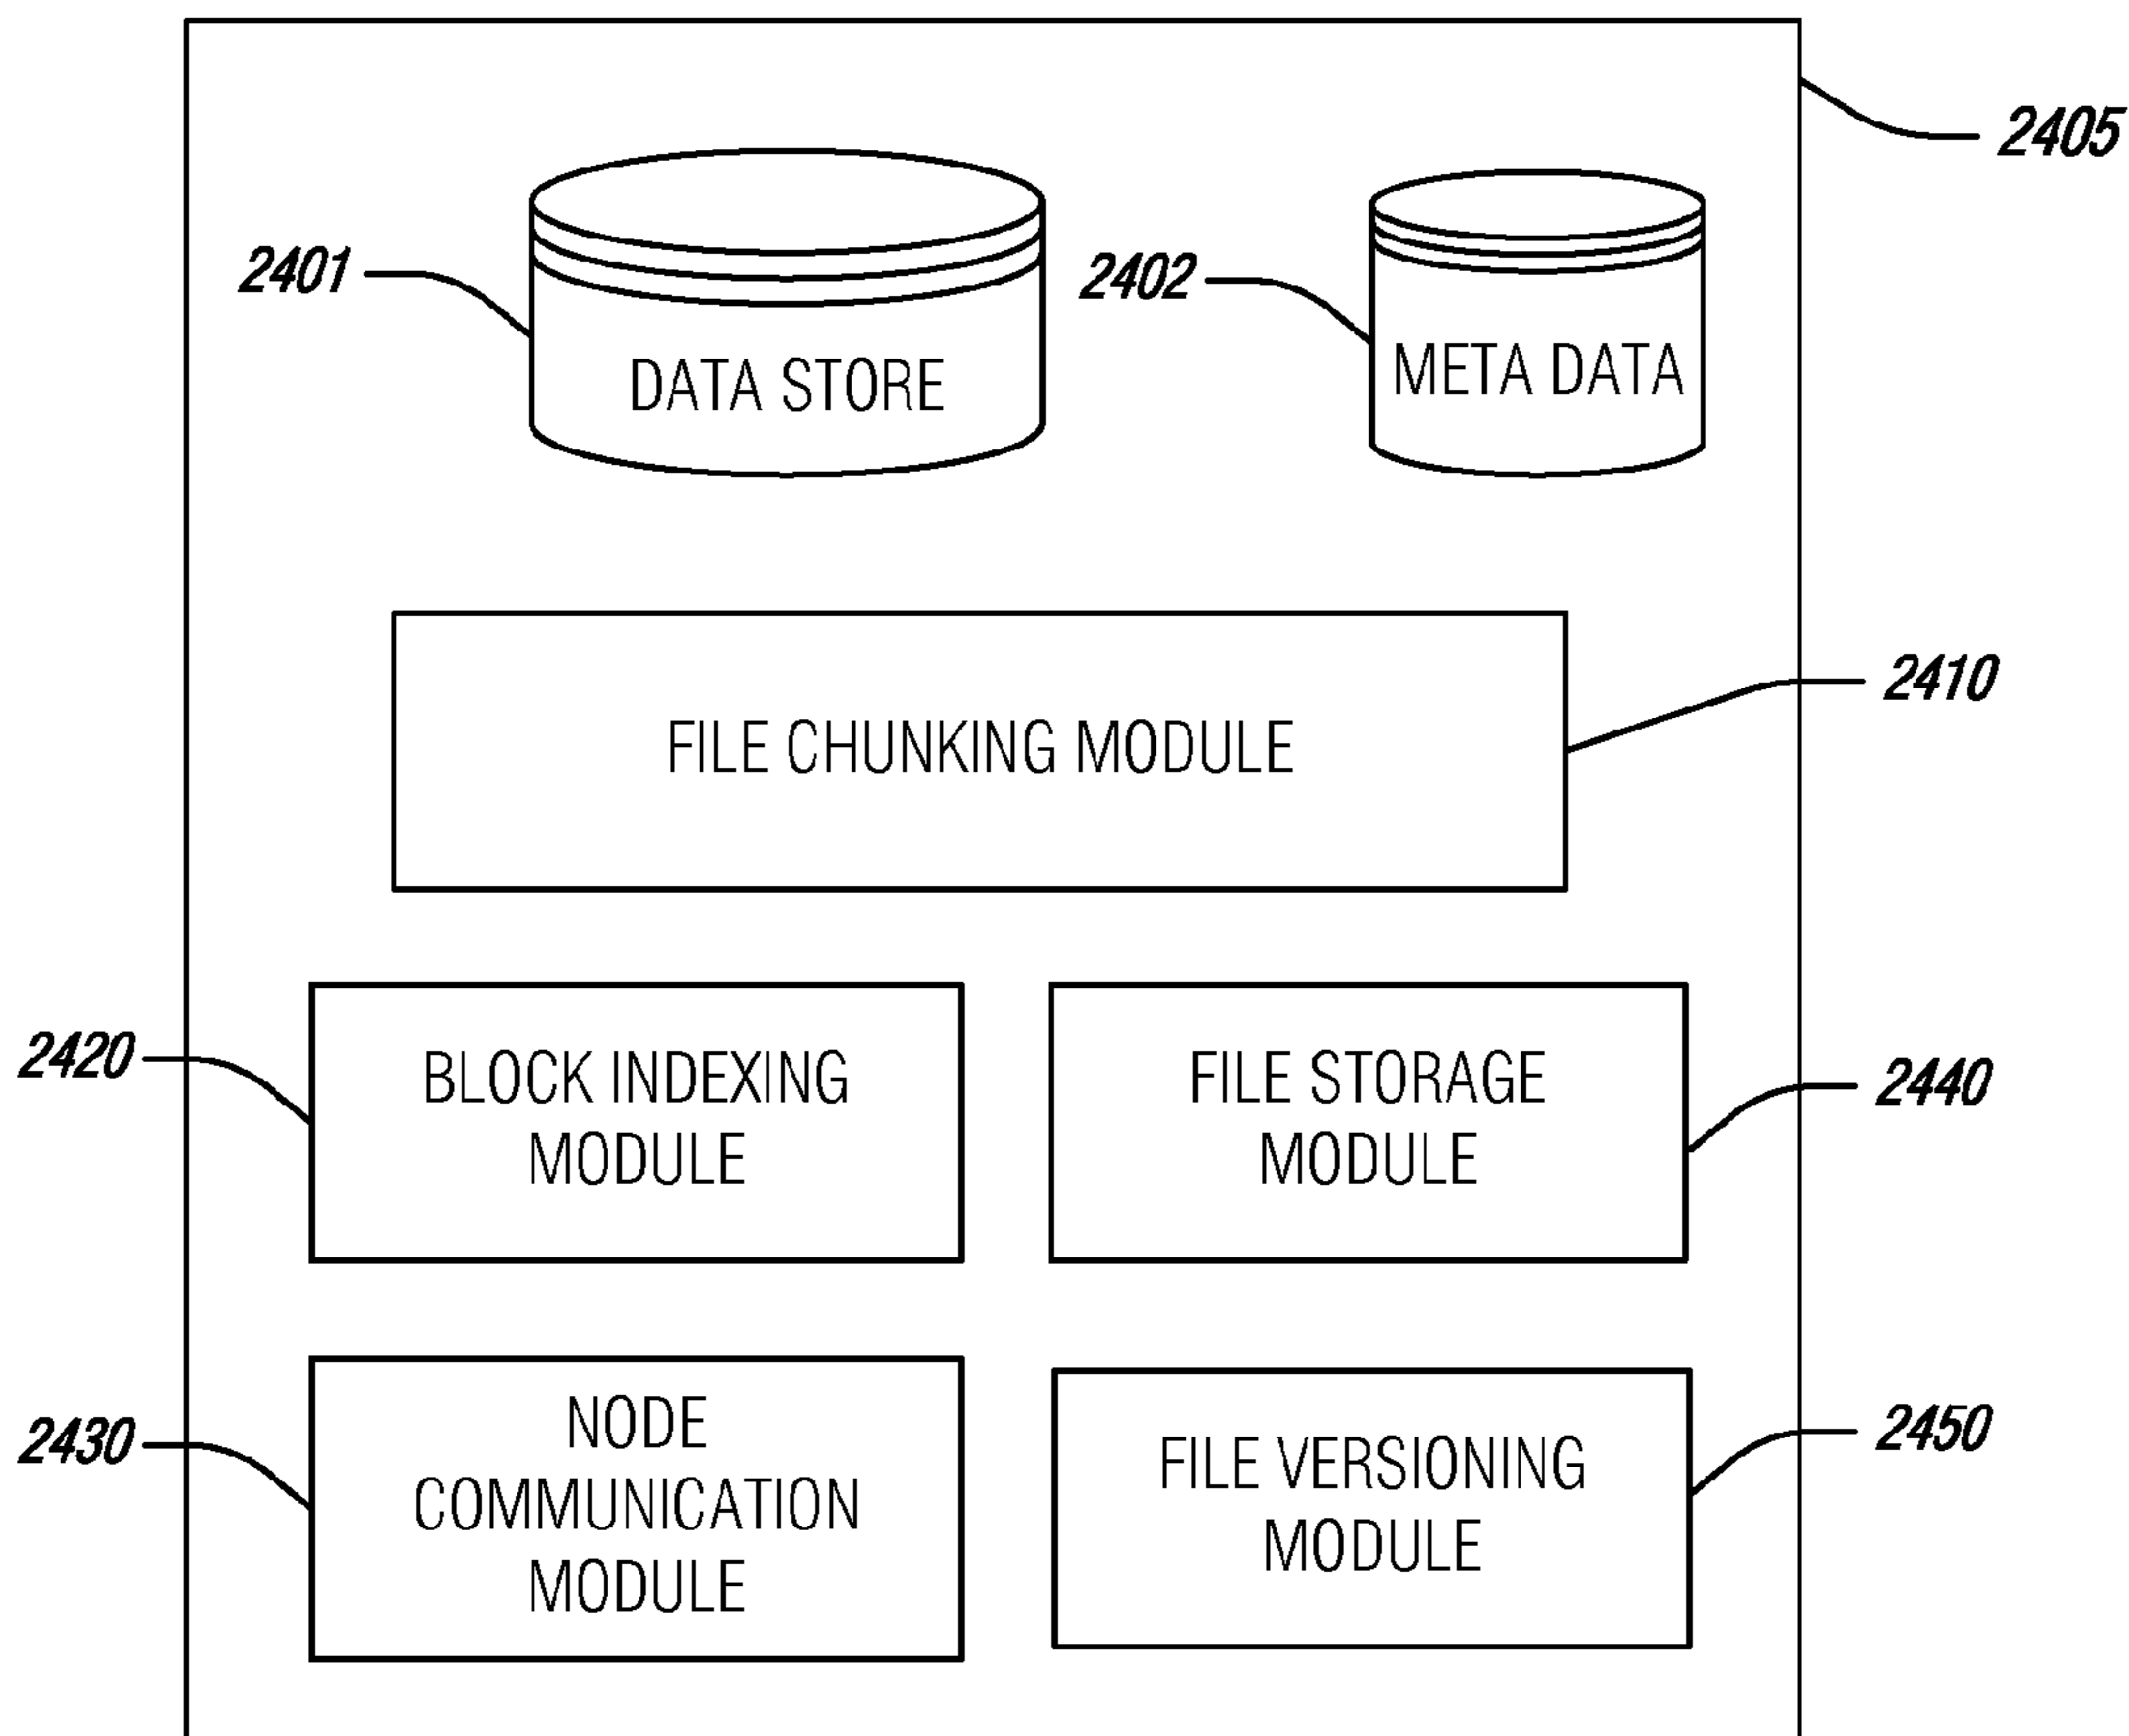 2405
2401
DATA STORE
2402
META DATA
2410
FILE CHUNKING MODULE
2420
BLOCK INDEXING
MODULE
FILE STORAGE
MODULE
2440
2430
NODE
COMMUNICATION
MODULE
FILE VERSIONING
MODULE
2450